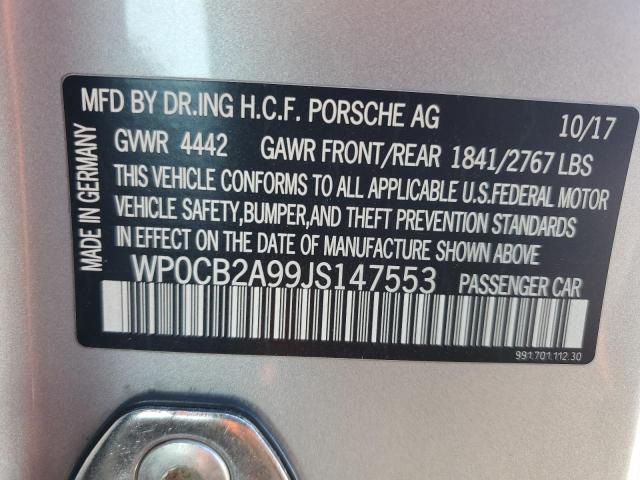 MFD BY DR.ING H.C.F. PORSCHE AG 10/17
GVWR 4442 GAWR FRONT/REAR 1841/2767 LBS
THIS VEHICLE CONFORMS TO ALL APPLICABLE U.S.FEDERAL MOTOR
VEHICLE SAFETY,BUMPER,AND THEFT PREVENTION STANDARDS
IN EFFECT ON THE DATE OF MANUFACTURE SHOWN ABOVE
WP0CB2A99JS147553 PASSENGER CAR
991.701.112.30
MADE IN GERMANY